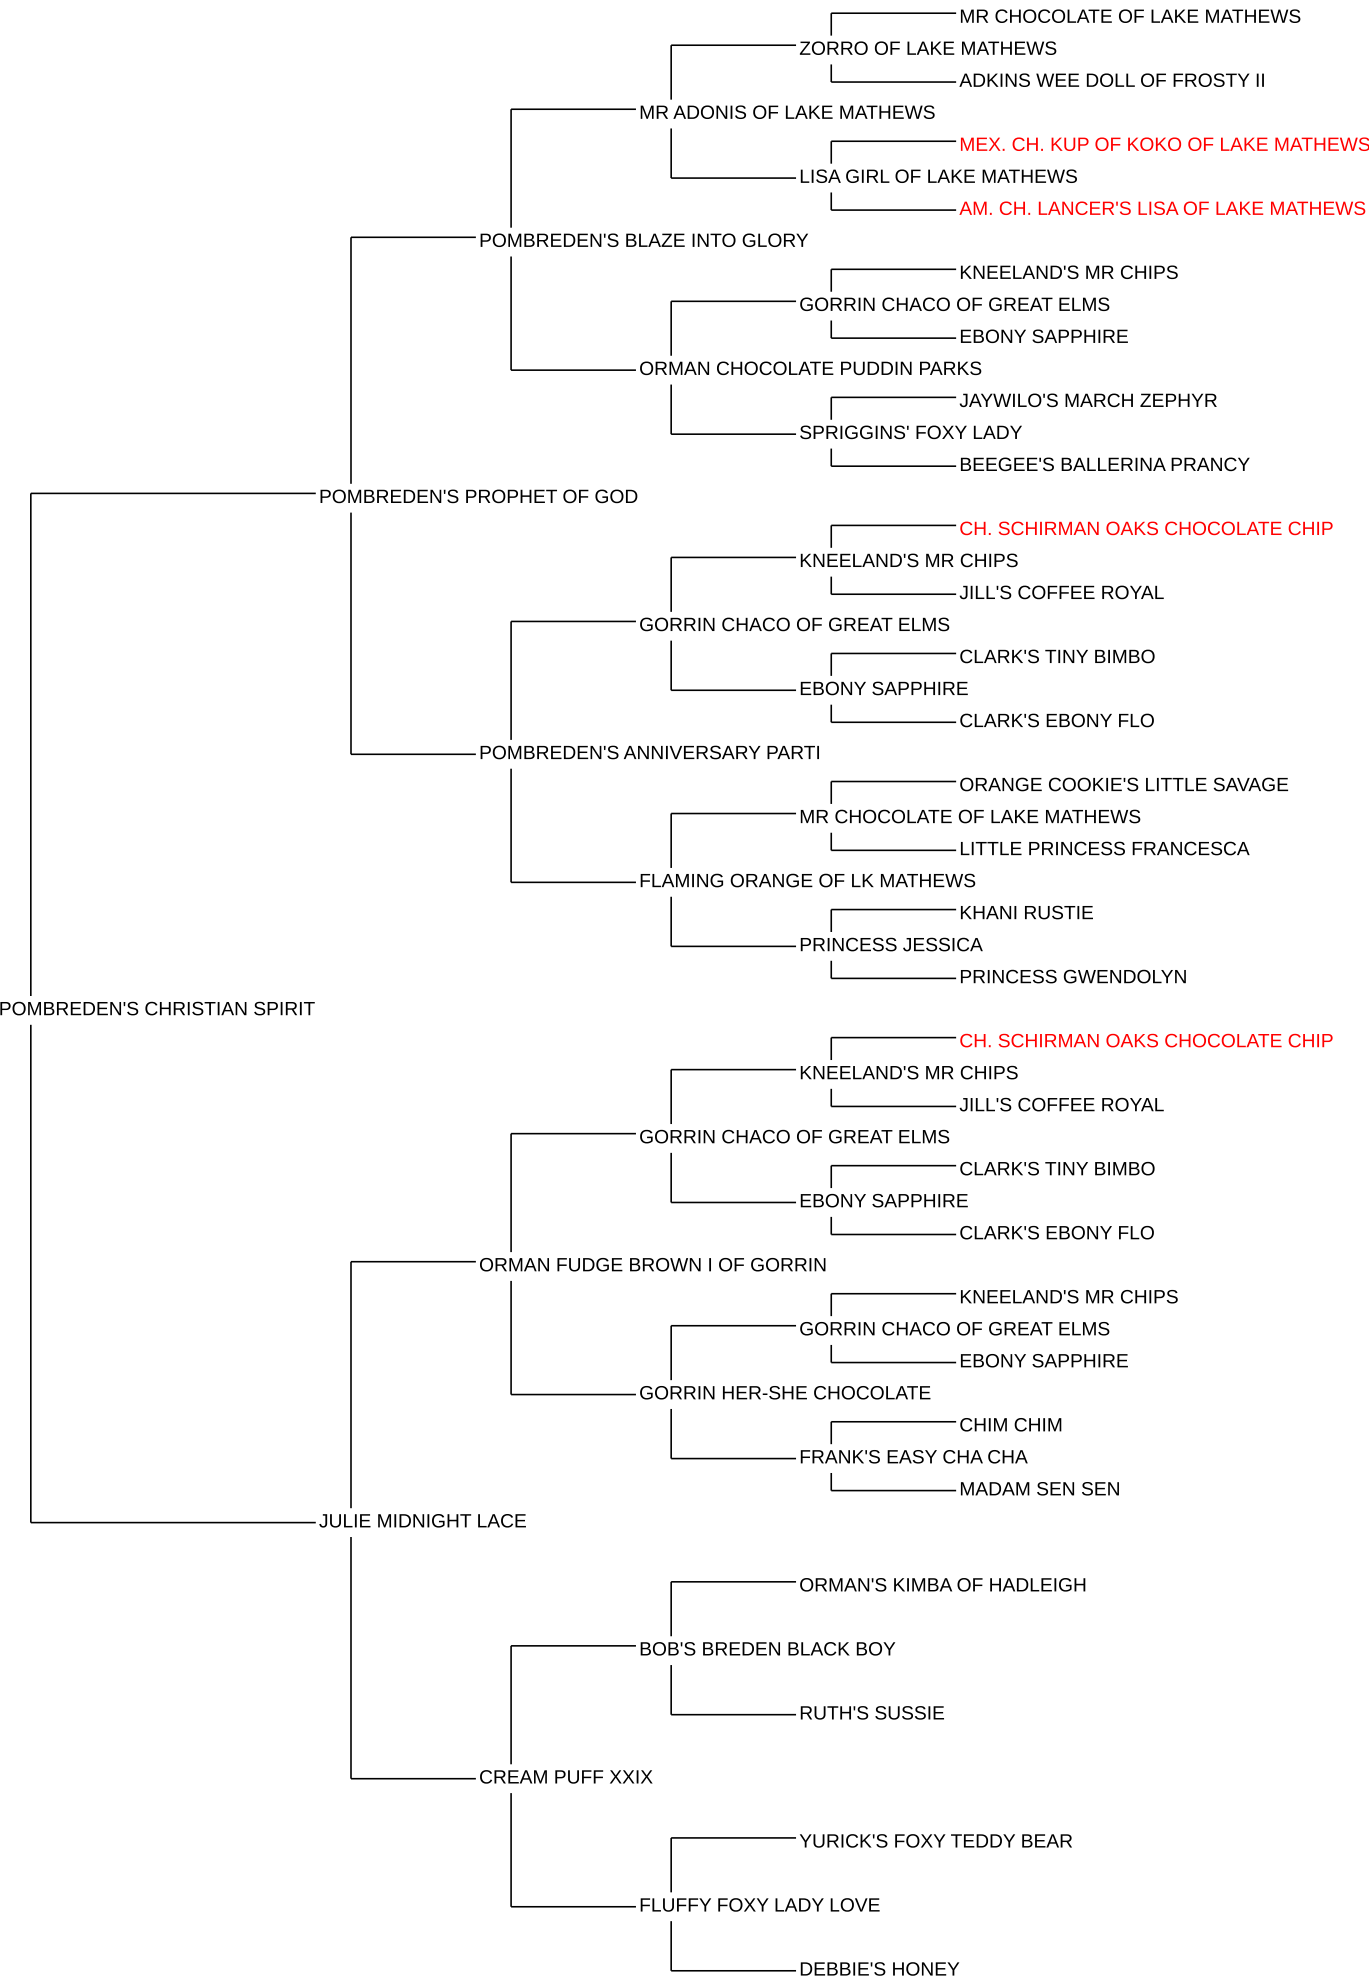 MR CHOCOLATE OF LAKE MATHEWS
ZORRO OF LAKE MATHEWS
ADKINS WEE DOLL OF FROSTY II
MR ADONIS OF LAKE MATHEWS
MEX. CH. KUP OF KOKO OF LAKE MATHEWS
LISA GIRL OF LAKE MATHEWS
AM. CH. LANCER'S LISA OF LAKE MATHEWS
POMBREDEN'S BLAZE INTO GLORY
KNEELAND'S MR CHIPS
GORRIN CHACO OF GREAT ELMS
EBONY SAPPHIRE
ORMAN CHOCOLATE PUDDIN PARKS
JAYWILO'S MARCH ZEPHYR
SPRIGGINS' FOXY LADY
BEEGEE'S BALLERINA PRANCY
POMBREDEN'S PROPHET OF GOD
CH. SCHIRMAN OAKS CHOCOLATE CHIP
KNEELAND'S MR CHIPS
JILL'S COFFEE ROYAL
GORRIN CHACO OF GREAT ELMS
CLARK'S TINY BIMBO
EBONY SAPPHIRE
CLARK'S EBONY FLO
POMBREDEN'S ANNIVERSARY PARTI
ORANGE COOKIE'S LITTLE SAVAGE
MR CHOCOLATE OF LAKE MATHEWS
LITTLE PRINCESS FRANCESCA
FLAMING ORANGE OF LK MATHEWS
KHANI RUSTIE
PRINCESS JESSICA
PRINCESS GWENDOLYN
POMBREDEN'S CHRISTIAN SPIRIT
CH. SCHIRMAN OAKS CHOCOLATE CHIP
KNEELAND'S MR CHIPS
JILL'S COFFEE ROYAL
GORRIN CHACO OF GREAT ELMS
CLARK'S TINY BIMBO
EBONY SAPPHIRE
CLARK'S EBONY FLO
ORMAN FUDGE BROWN I OF GORRIN
KNEELAND'S MR CHIPS
GORRIN CHACO OF GREAT ELMS
EBONY SAPPHIRE
GORRIN HER-SHE CHOCOLATE
CHIM CHIM
FRANK'S EASY CHA CHA
MADAM SEN SEN
JULIE MIDNIGHT LACE
ORMAN'S KIMBA OF HADLEIGH
BOB'S BREDEN BLACK BOY
RUTH'S SUSSIE
CREAM PUFF XXIX
YURICK'S FOXY TEDDY BEAR
FLUFFY FOXY LADY LOVE
DEBBIE'S HONEY